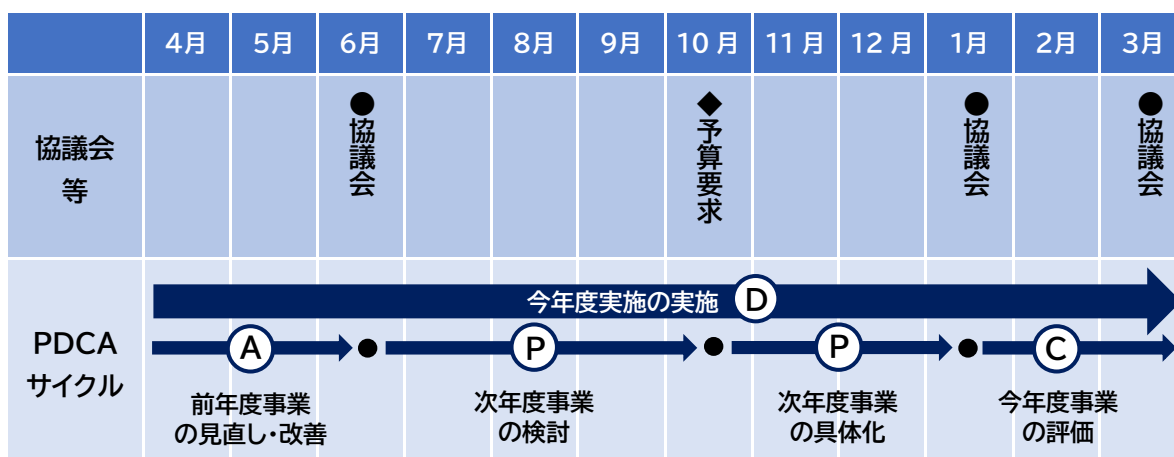 4月 5月 6月 7月 8月 9月 10月 11月 12月 1月 2月 3月
協議会
等
●協議会
◆予算要求
●協議会
●協議会
PDCA
サイクル
今年度実施の実施 D
A
P
P
C
前年度事業
の見直し・改善
次年度事業
の検討
次年度事業
の具体化
今年度事業
の評価